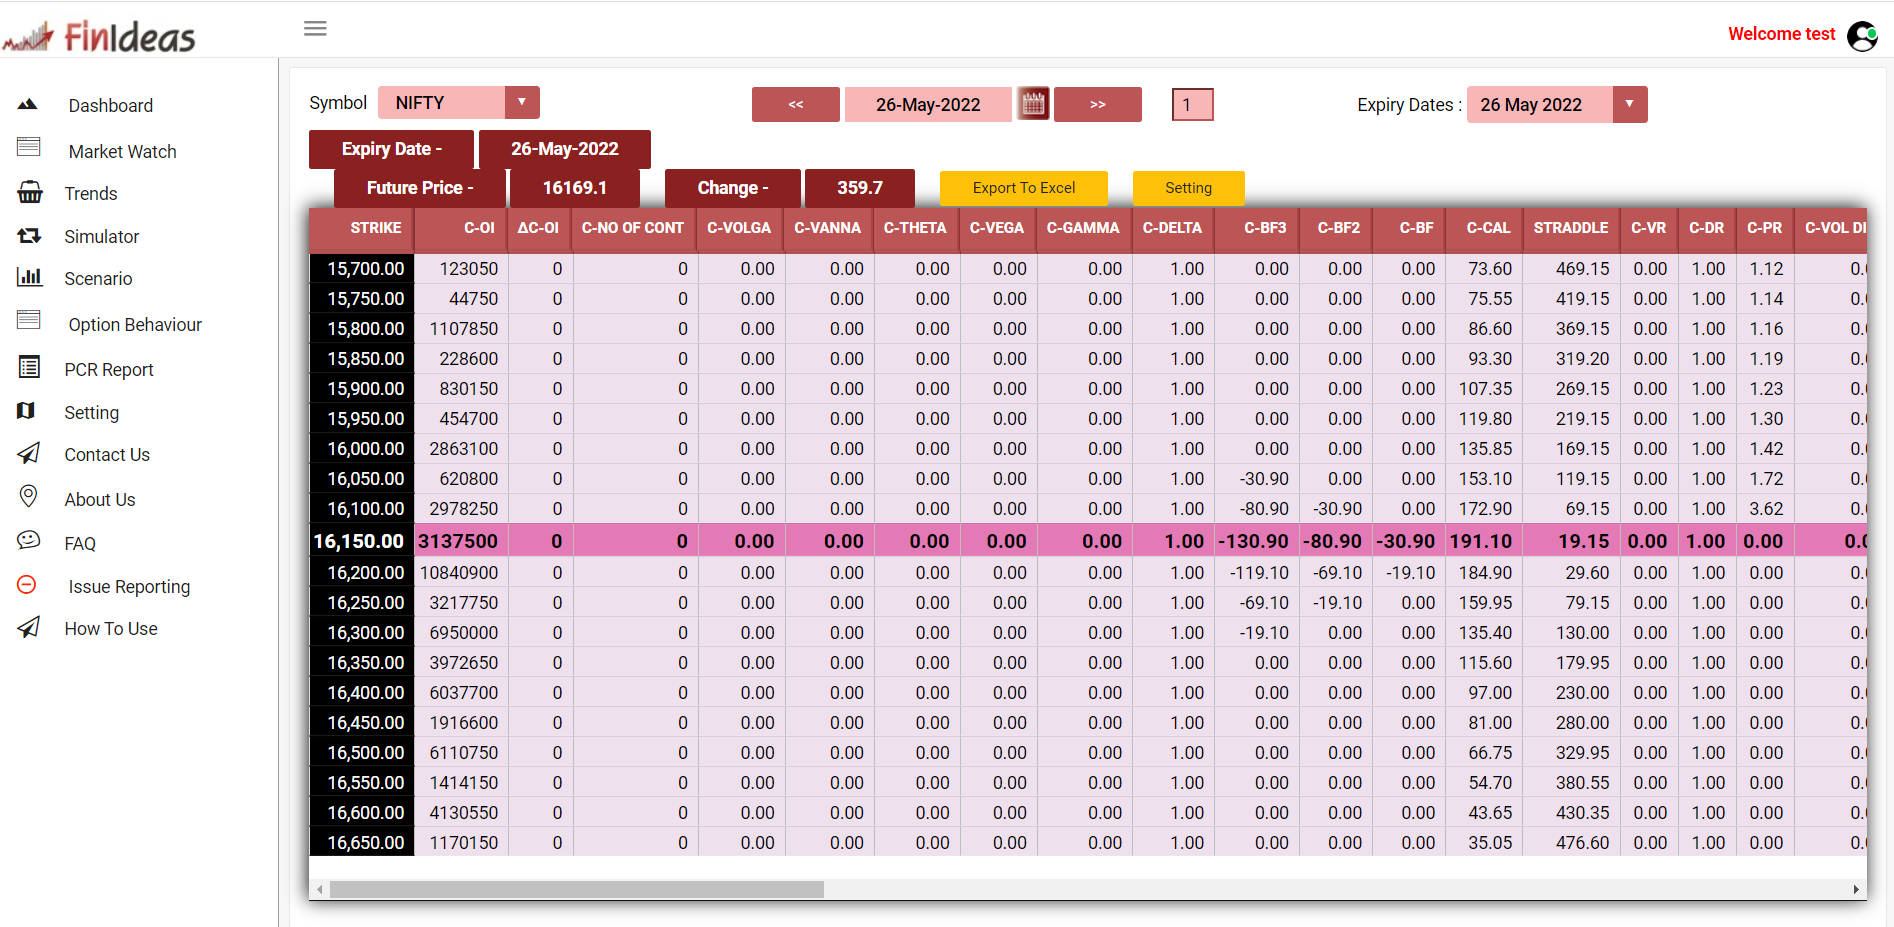 FinIdeas
Welcome test
Dashboard
Market Watch
Trends
Simulator
Scenario
Option Behaviour
PCR Report
Setting
Contact Us
About Us
FAQ
Issue Reporting
How To Use
Symbol NIFTY << 26-May-2022 >> 1 Expiry Dates : 26 May 2022
Expiry Date - 26-May-2022
Future Price - 16169.1 Change - 359.7 Export To Excel Setting
STRIKE C-OI ΔC-OI C-NO OF CONT C-VOLGA C-VANNA C-THETA C-VEGA C-GAMMA C-DELTA C-BF3 C-BF2 C-BF C-CAL STRADDLE C-VR C-DR C-PR C-VOL DI
15,700.00 123050 0 0 0.00 0.00 0.00 0.00 0.00 1.00 0.00 0.00 0.00 73.60 469.15 0.00 1.00 1.12 0.0
15,750.00 44750 0 0 0.00 0.00 0.00 0.00 0.00 1.00 0.00 0.00 0.00 75.55 419.15 0.00 1.00 1.14 0.0
15,800.00 1107850 0 0 0.00 0.00 0.00 0.00 0.00 1.00 0.00 0.00 0.00 86.60 369.15 0.00 1.00 1.16 0.0
15,850.00 228600 0 0 0.00 0.00 0.00 0.00 0.00 1.00 0.00 0.00 0.00 93.30 319.20 0.00 1.00 1.19 0.0
15,900.00 830150 0 0 0.00 0.00 0.00 0.00 0.00 1.00 0.00 0.00 0.00 107.35 269.15 0.00 1.00 1.23 0.0
15,950.00 454700 0 0 0.00 0.00 0.00 0.00 0.00 1.00 0.00 0.00 0.00 119.80 219.15 0.00 1.00 1.30 0.0
16,000.00 2863100 0 0 0.00 0.00 0.00 0.00 0.00 1.00 0.00 0.00 0.00 135.85 169.15 0.00 1.00 1.42 0.0
16,050.00 620800 0 0 0.00 0.00 0.00 0.00 0.00 1.00 -30.90 0.00 0.00 153.10 119.15 0.00 1.00 1.72 0.0
16,100.00 2978250 0 0 0.00 0.00 0.00 0.00 0.00 1.00 -80.90 -30.90 0.00 172.90 69.15 0.00 1.00 3.62 0.0
16,150.00 3137500 0 0 0.00 0.00 0.00 0.00 0.00 1.00 -130.90 -80.90 -30.90 191.10 19.15 0.00 1.00 0.00 0.0
16,200.00 10840900 0 0 0.00 0.00 0.00 0.00 0.00 1.00 -119.10 -69.10 -19.10 184.90 29.60 0.00 1.00 0.00 0.0
16,250.00 3217750 0 0 0.00 0.00 0.00 0.00 0.00 1.00 -69.10 -19.10 0.00 159.95 79.15 0.00 1.00 0.00 0.0
16,300.00 6950000 0 0 0.00 0.00 0.00 0.00 0.00 1.00 -19.10 0.00 0.00 135.40 130.00 0.00 1.00 0.00 0.0
16,350.00 3972650 0 0 0.00 0.00 0.00 0.00 0.00 1.00 0.00 0.00 0.00 115.60 179.95 0.00 1.00 0.00 0.0
16,400.00 6037700 0 0 0.00 0.00 0.00 0.00 0.00 1.00 0.00 0.00 0.00 97.00 230.00 0.00 1.00 0.00 0.0
16,450.00 1916600 0 0 0.00 0.00 0.00 0.00 0.00 1.00 0.00 0.00 0.00 81.00 280.00 0.00 1.00 0.00 0.0
16,500.00 6110750 0 0 0.00 0.00 0.00 0.00 0.00 1.00 0.00 0.00 0.00 66.75 329.95 0.00 1.00 0.00 0.0
16,550.00 1414150 0 0 0.00 0.00 0.00 0.00 0.00 1.00 0.00 0.00 0.00 54.70 380.55 0.00 1.00 0.00 0.0
16,600.00 4130550 0 0 0.00 0.00 0.00 0.00 0.00 1.00 0.00 0.00 0.00 43.65 430.35 0.00 1.00 0.00 0.0
16,650.00 1170150 0 0 0.00 0.00 0.00 0.00 0.00 1.00 0.00 0.00 0.00 35.05 476.60 0.00 1.00 0.00 0.0